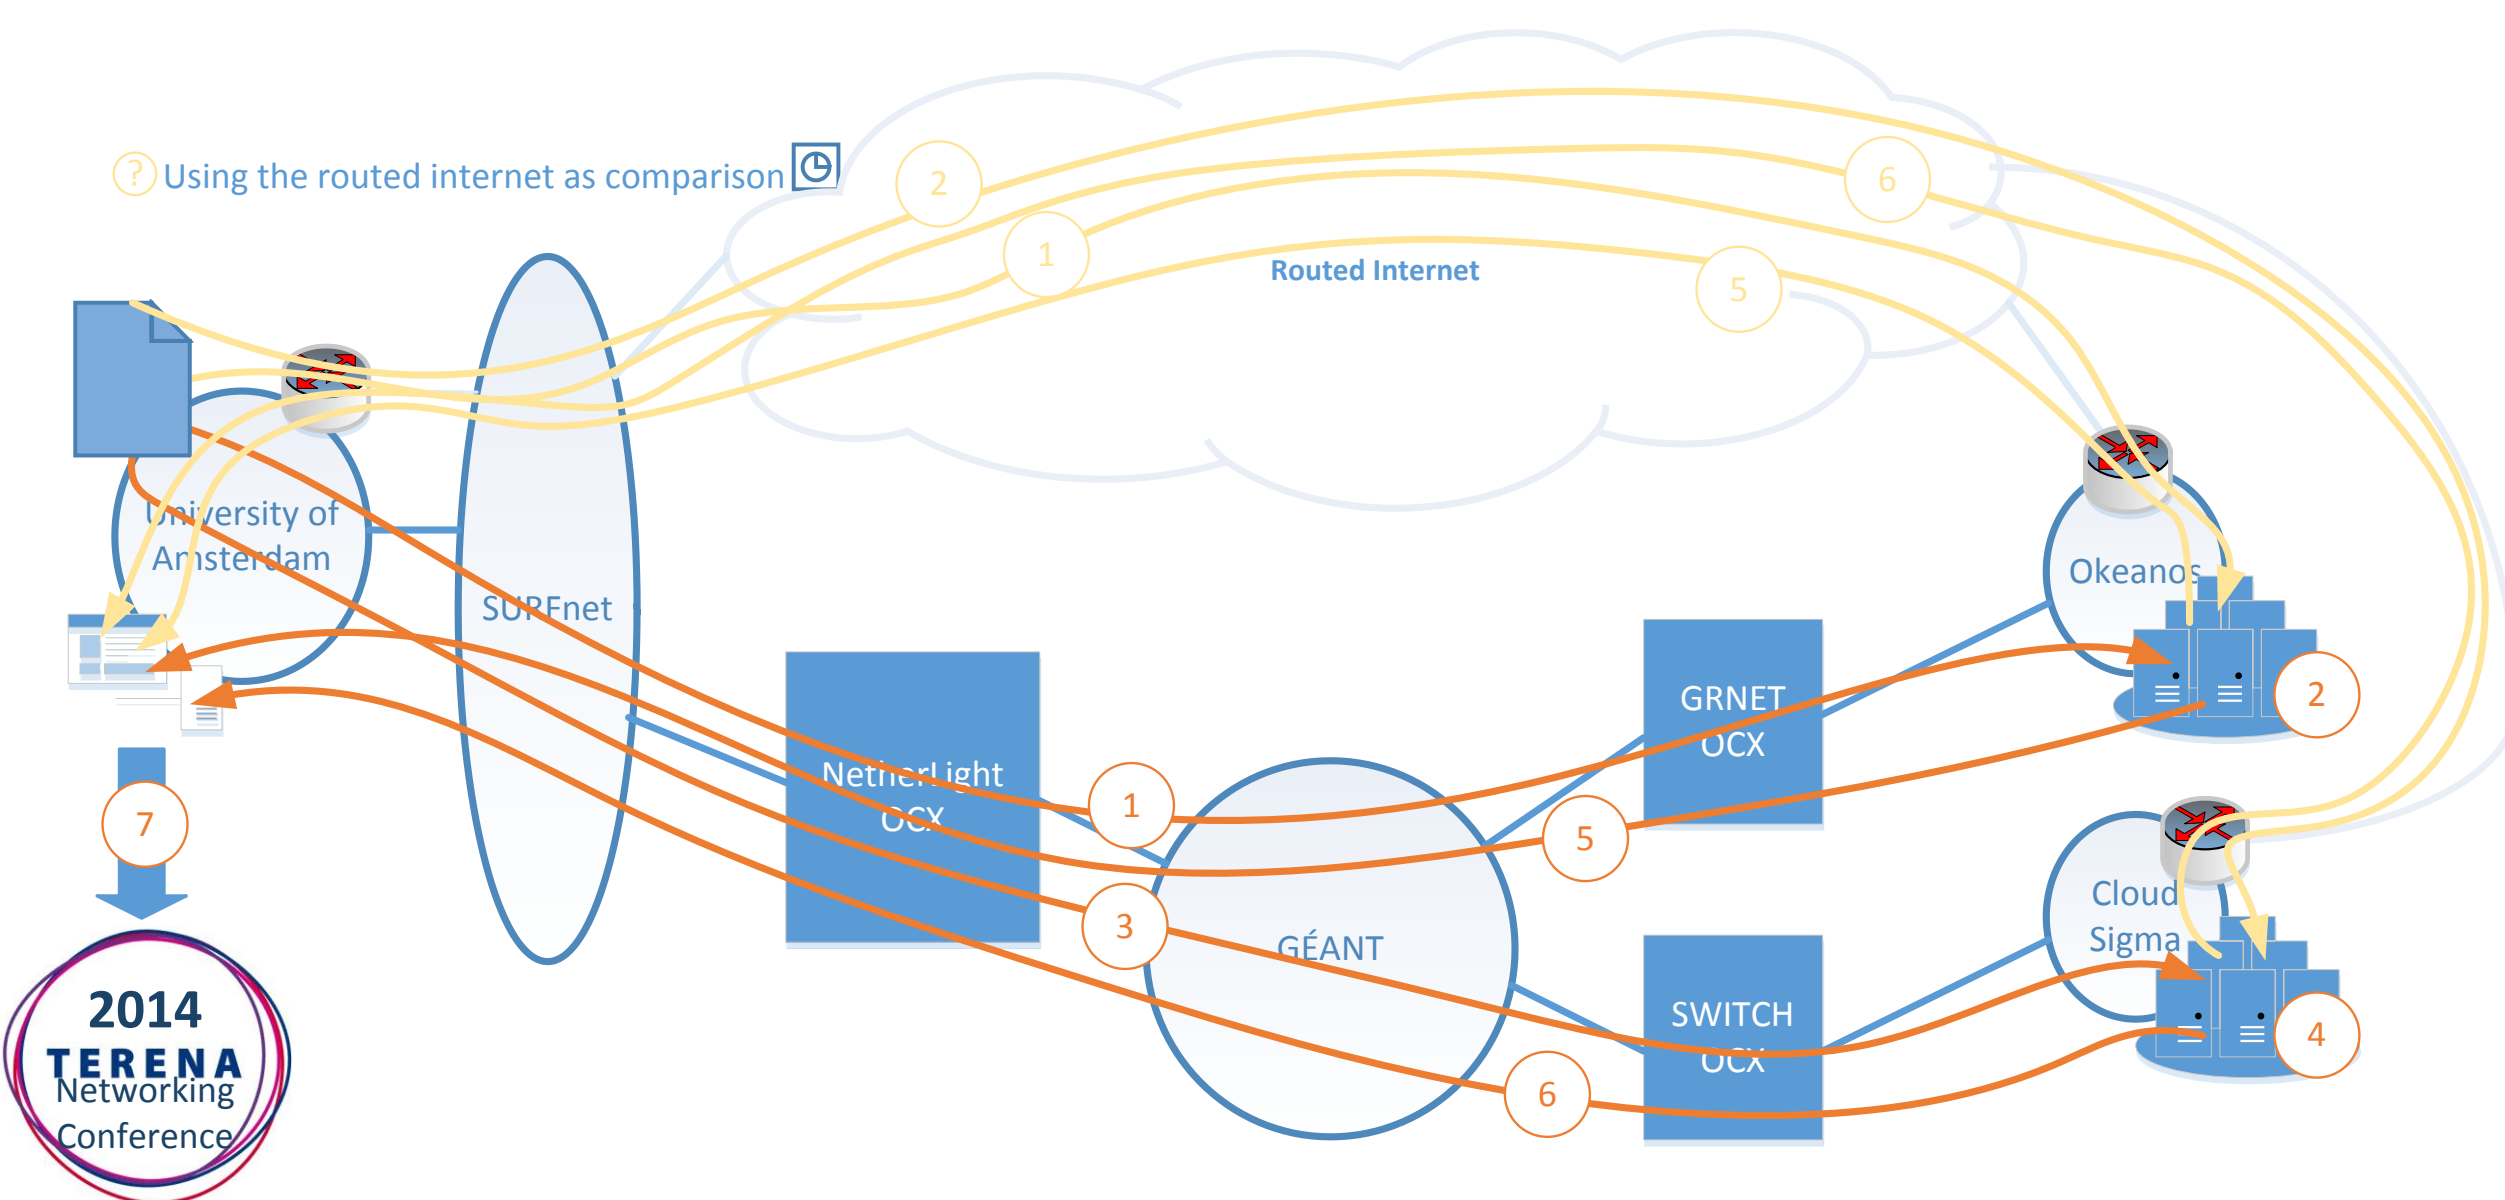 2
6
? Using the routed internet as comparison
1
Routed Internet
5
University of
Amsterdam
Okeanos
SURFnet
GRNET
OCX
2
NetherLight
OCX
1
7
5
Cloud
Sigma
3
GÉANT
2014
TERENA
Networking
Conference
SWITCH
OCX
4
6